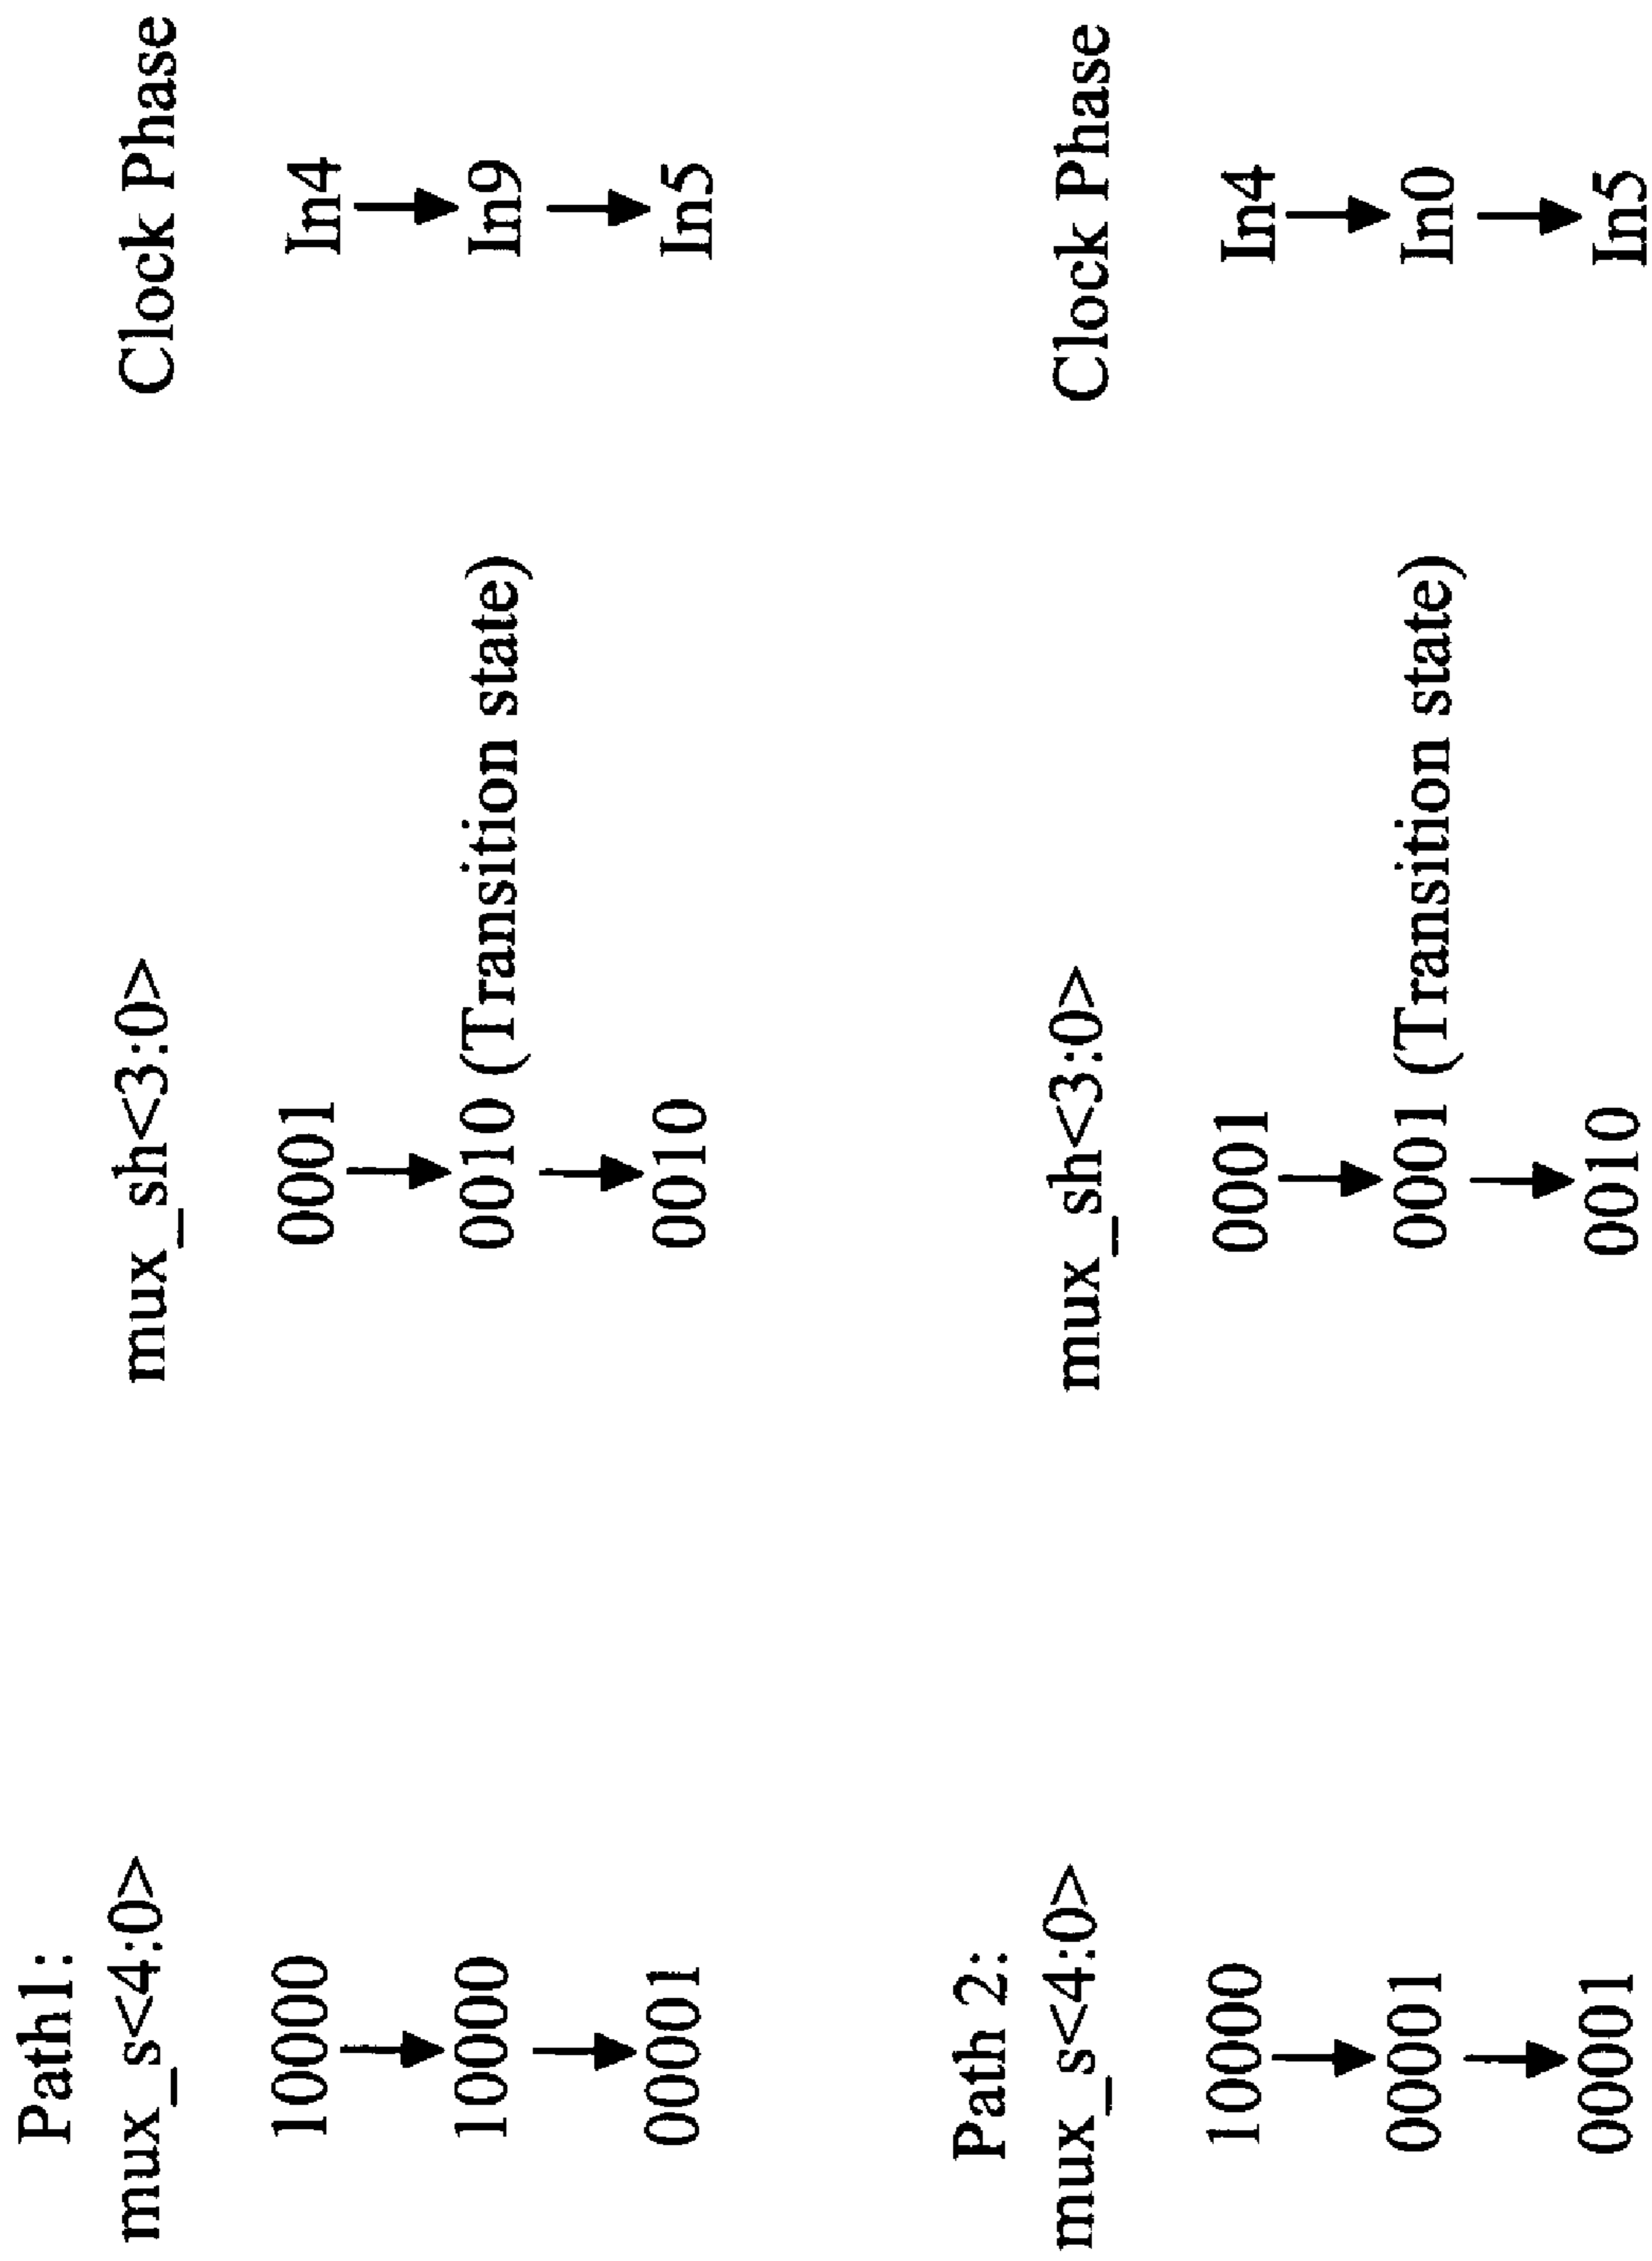 Path1:
mux_s<4:0> mux_sh<3:0> Clock Phase
10000 0001 In4
10000 0010 (Transition state) In9
00001 0010 In5
Path 2:
mux_s<4:0> mux_sh<3:0> Clock Phase
10000 0001 In4
00001 0001 (Transition state) In0
00001 0010 In5